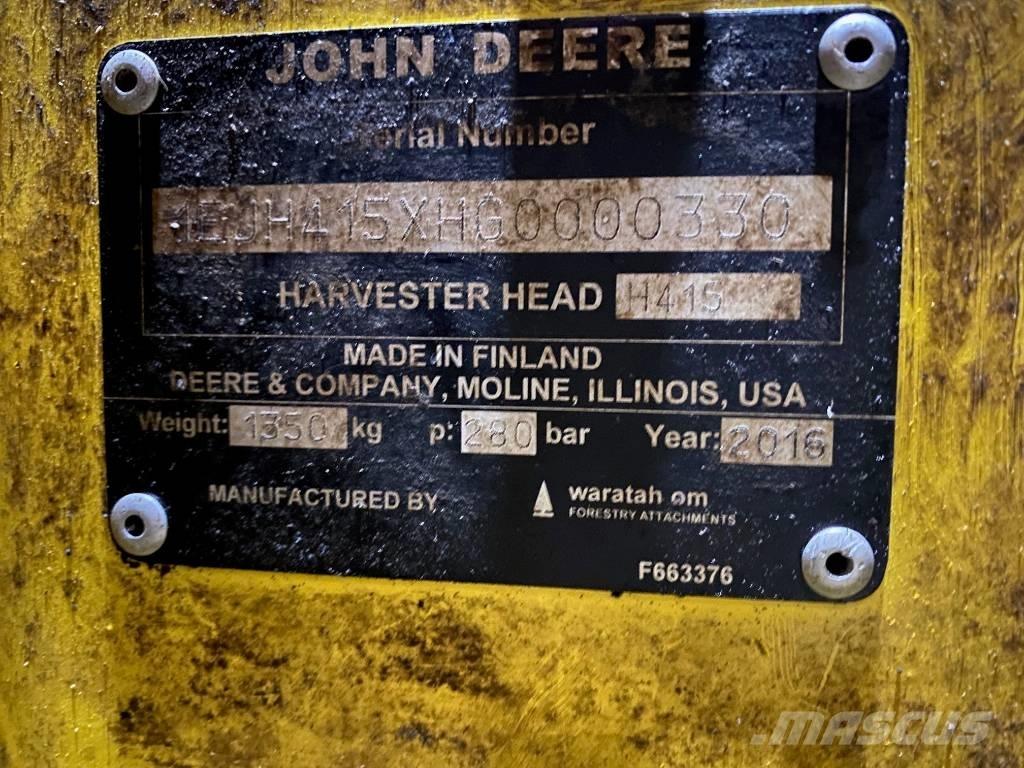 JOHN DEERE
Serial Number
1EJH415XHG0000330
HARVESTER HEAD H415
MADE IN FINLAND
DEERE & COMPANY, MOLINE, ILLINOIS, USA
Weight: 1350 kg p: 280 bar Year: 2016
MANUFACTURED BY waratah om
FORESTRY ATTACHMENTS
F663376
MASCUS